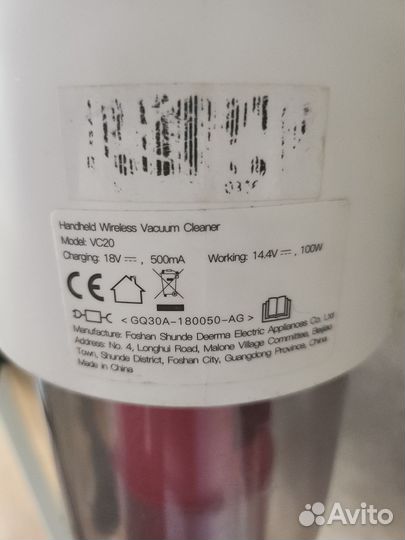 Handheld Wireless Vacuum Cleaner
Model: VC20
Charging: 18V⎓, 500mA Working: 14.4V⎓, 100W
CE
<GQ30A-180050-AG>
Manufacture: Foshan Shunde Deerma Electric Appliances Co. Ltd.
Address: No. 4, Longhui Road, Malone Village Committee, Beijiao
Town, Shunde District, Foshan City, Guangdong Province, China.
Made in China
Avito